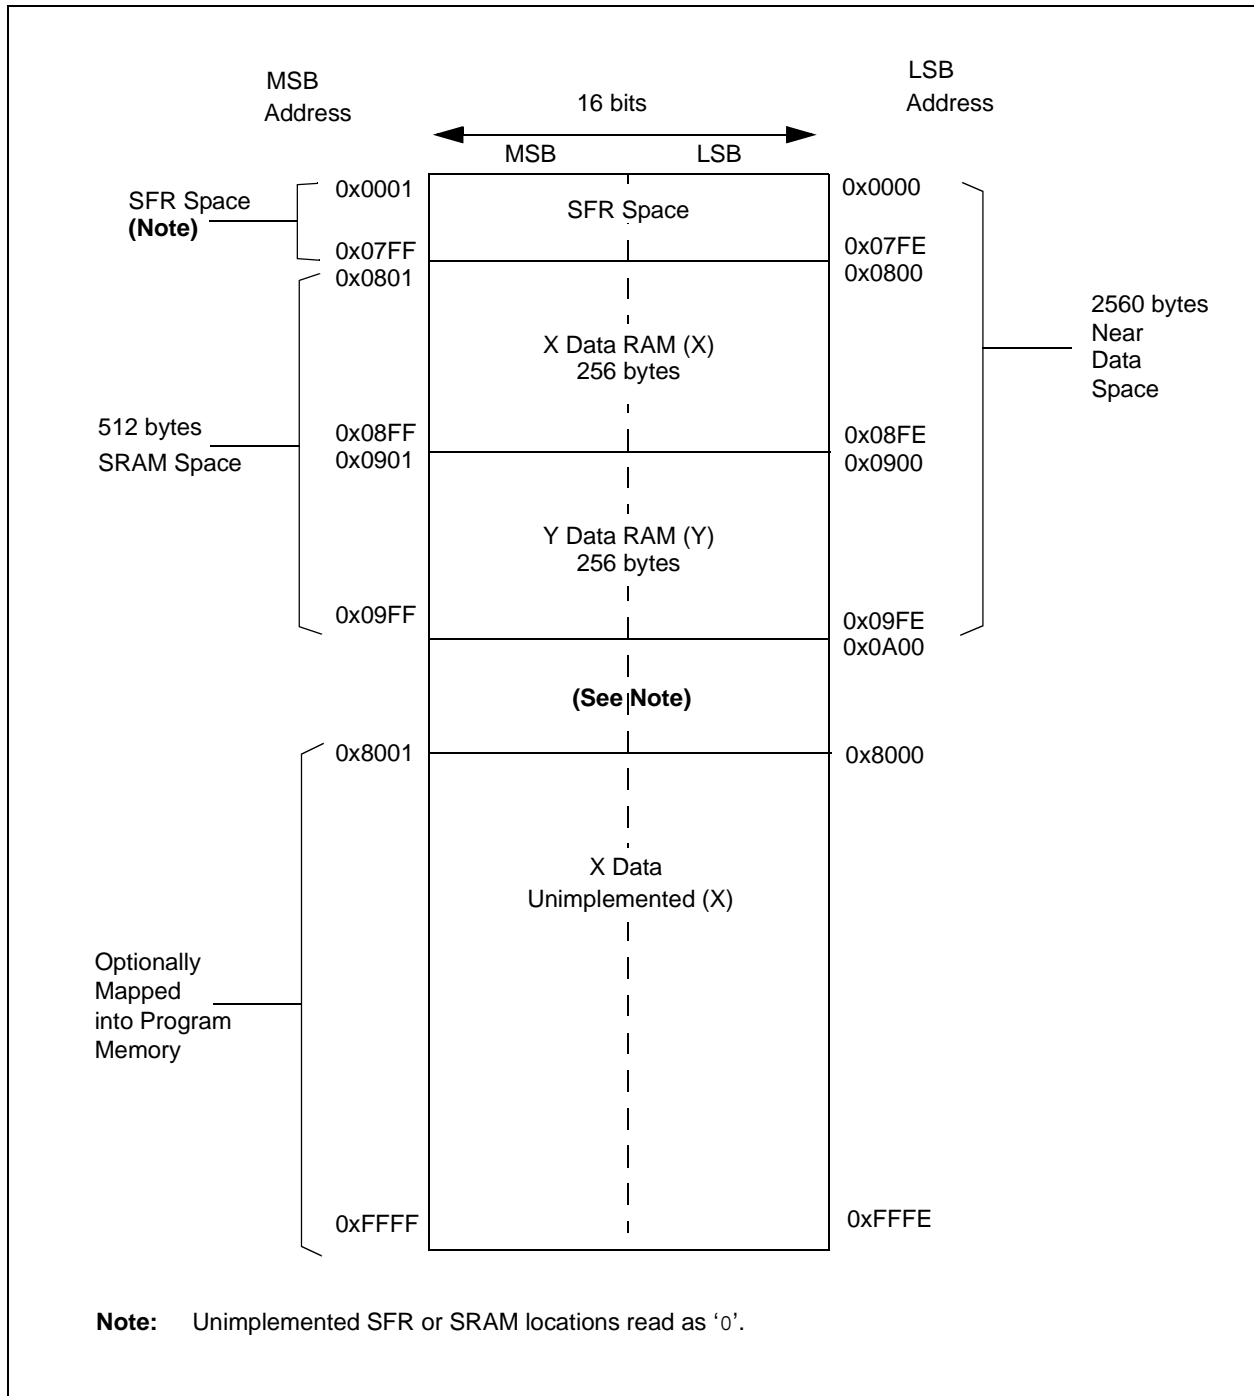 MSB
Address
LSB
Address
16 bits
MSB
LSB
SFR Space
(Note)
0x0001
SFR Space
0x0000
0x07FF
0x07FE
0x0801
0x0800
X Data RAM (X)
256 bytes
2560 bytes
Near
Data
Space
512 bytes
SRAM Space
0x08FF
0x08FE
0x0901
0x0900
Y Data RAM (Y)
256 bytes
0x09FF
0x09FE
0x0A00
(See Note)
0x8001
0x8000
X Data
Unimplemented (X)
Optionally
Mapped
into Program
Memory
0xFFFF
0xFFFE
Note: Unimplemented SFR or SRAM locations read as ‘0’.